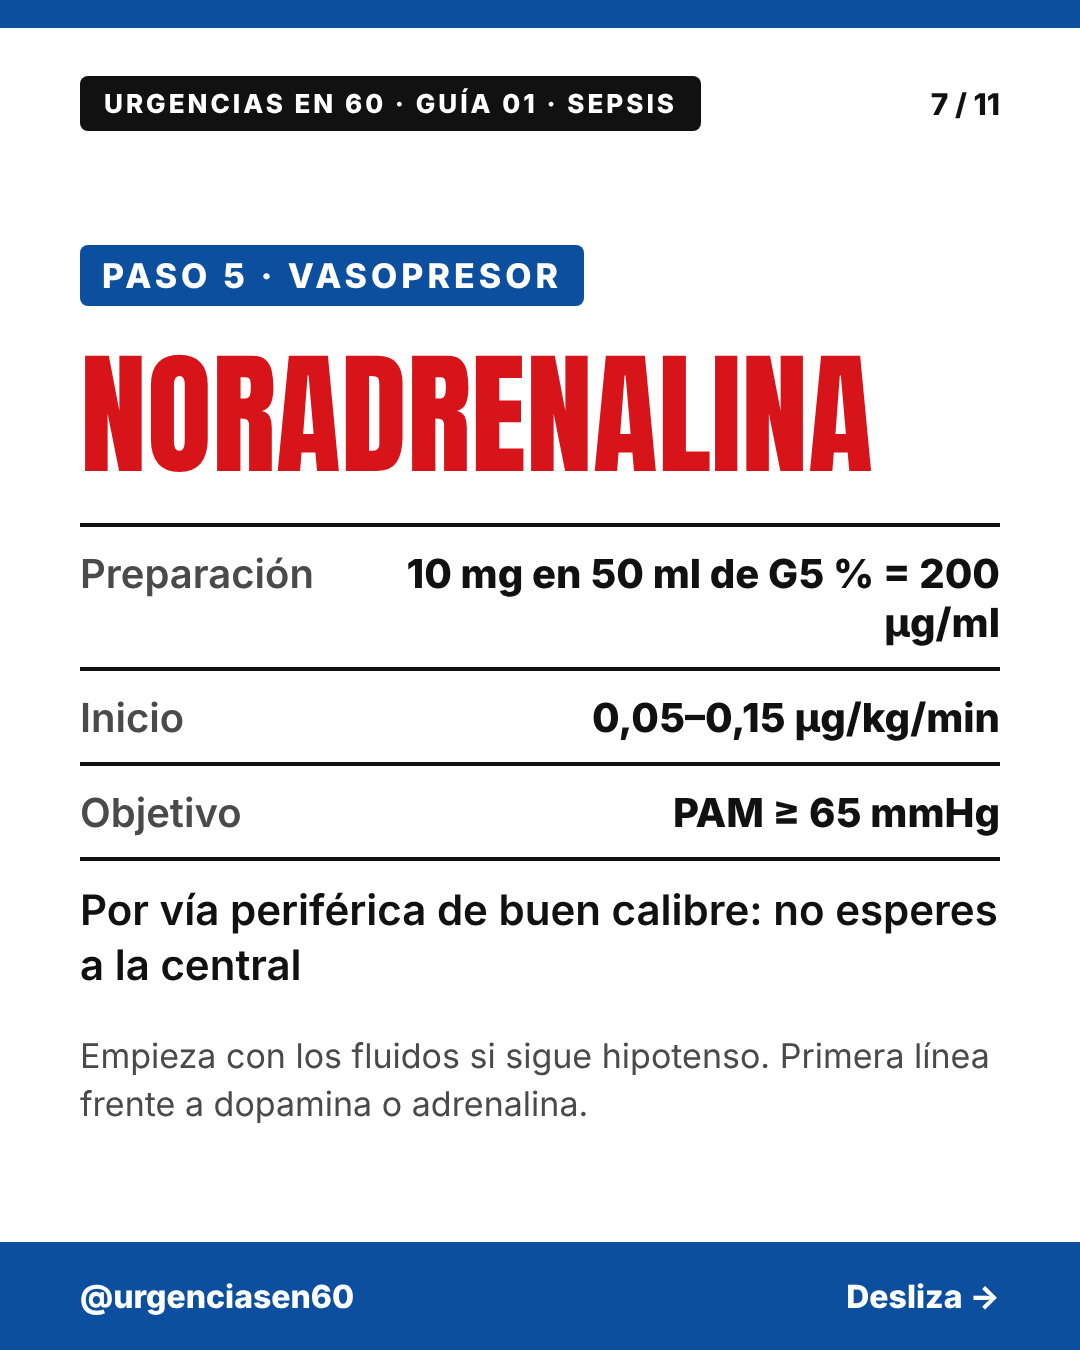 URGENCIAS EN 60 · GUÍA 01 · SEPSIS
7 / 11
PASO 5 · VASOPRESOR
NORADRENALINA
Preparación
10 mg en 50 ml de G5 % = 200
µg/ml
Inicio
0,05–0,15 µg/kg/min
Objetivo
PAM ≥ 65 mmHg
Por vía periférica de buen calibre: no esperes
a la central
Empieza con los fluidos si sigue hipotenso. Primera línea
frente a dopamina o adrenalina.
@urgenciasen60
Desliza →